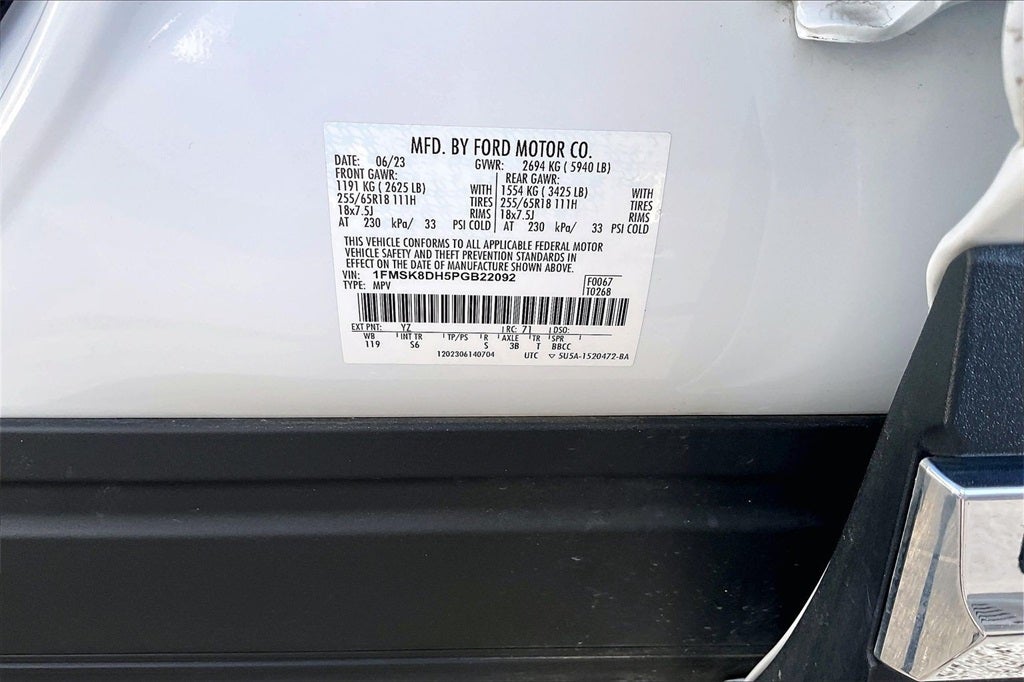 MFD. BY FORD MOTOR CO.
DATE: 06/23 GVWR: 2694 KG ( 5940 LB)
FRONT GAWR: REAR GAWR:
1191 KG ( 2625 LB) WITH 1554 KG ( 3425 LB) WITH
255/65R18 111H TIRES 255/65R18 111H TIRES
18x7.5J RIMS 18x7.5J RIMS
AT 230 kPa/ 33 PSI COLD AT 230 kPa/ 33 PSI COLD
THIS VEHICLE CONFORMS TO ALL APPLICABLE FEDERAL MOTOR
VEHICLE SAFETY AND THEFT PREVENTION STANDARDS IN
EFFECT ON THE DATE OF MANUFACTURE SHOWN ABOVE.
VIN: 1FMSK8DH5PGB22092 F0067
TYPE: MPV T0268
EXT PNT: YZ RC: 71 DSO:
WB INT TR TP/PS R AXLE TR SPR
119 S6 S 3B T BBCC
1202306140704 UTC ▽ 5U5A-1520472-BA